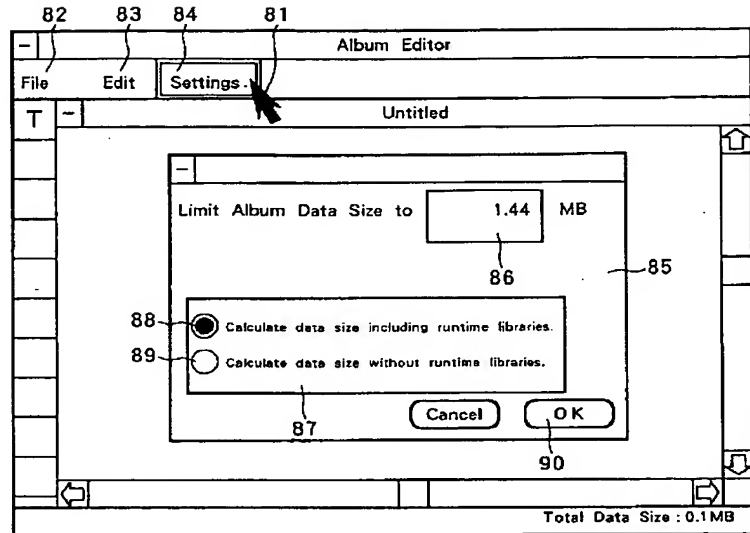 82 83 84 81
Album Editor
File Edit Settings.
T Untitled
Limit Album Data Size to 1.44 MB
86
85
88 Calculate data size including runtime libraries.
89 Calculate data size without runtime libraries.
87
Cancel OK
90
Total Data Size : 0.1MB